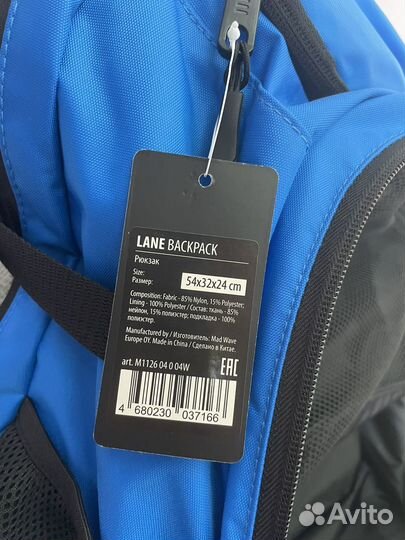 LANE BACKPACK
Рюкзак
Size:
Размер:
54x32x24 cm
Composition: Fabric - 85% Nylon, 15% Polyester;
Lining - 100% Polyester / Состав: ткань - 85%
нейлон, 15% полиэстер; подкладка - 100%
полиэстер.
Manufactured by / Изготовитель: Mad Wave
Europe OY. Made in China / Сделано в Китае.
art. M1126 04 0 04W
EAC
4 680230 037166
Avito